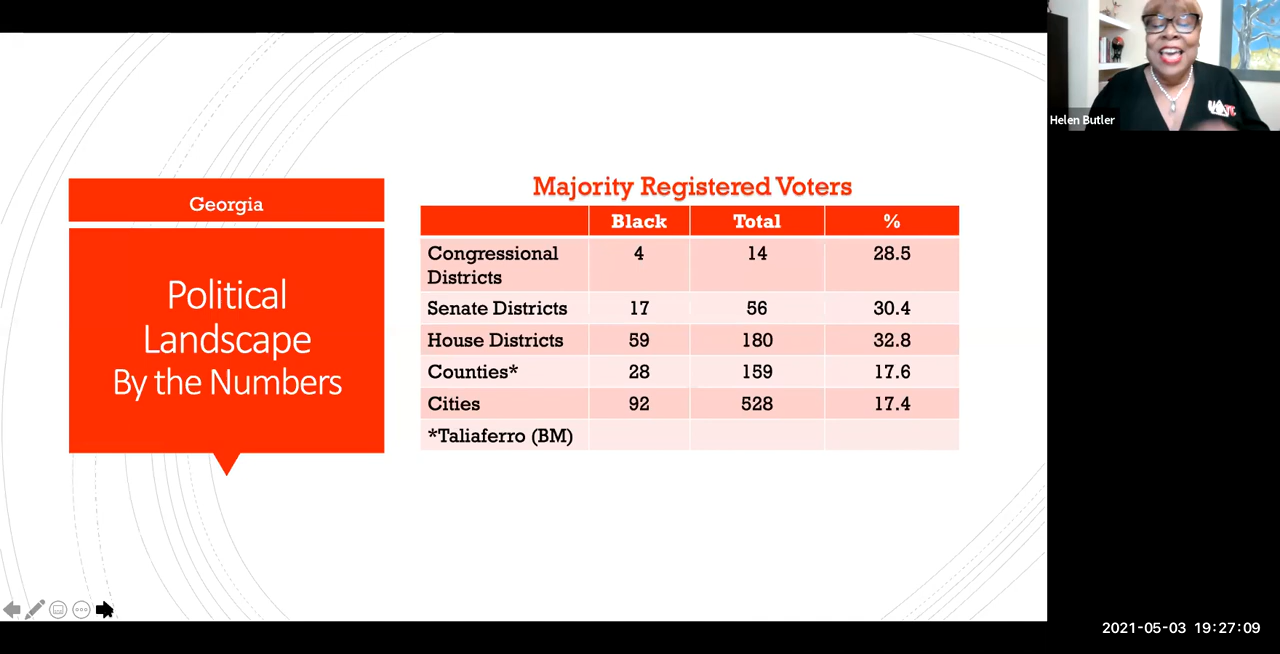 Georgia
Political
Landscape
By the Numbers
Majority Registered Voters
Black Total %
Congressional
Districts 4 14 28.5
Senate Districts 17 56 30.4
House Districts 59 180 32.8
Counties* 28 159 17.6
Cities 92 528 17.4
*Taliaferro (BM)
Helen Butler
2021-05-03 19:27:09